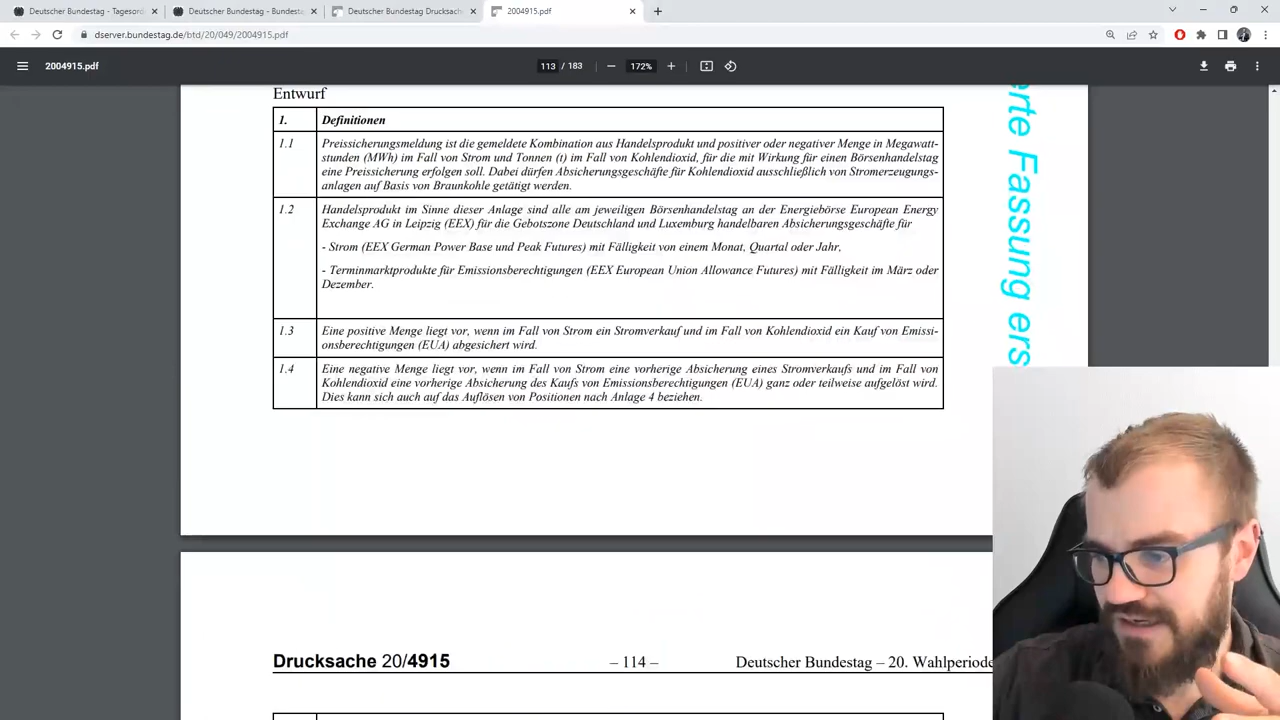 Deutscher Bundestag - Tagesord
Deutscher Bundestag - Bundestag
Deutscher Bundestag Drucksache
2004915.pdf
dserver.bundestag.de/btd/20/049/2004915.pdf
2004915.pdf
113 / 183
172%
Entwurf
1. Definitionen
1.1 Preissicherungsmeldung ist die gemeldete Kombination aus Handelsprodukt und positiver oder negativer Menge in Megawatt-
stunden (MWh) im Fall von Strom und Tonnen (t) im Fall von Kohlendioxid, für die mit Wirkung für einen Börsenhandelstag
eine Preissicherung erfolgen soll. Dabei dürfen Absicherungsgeschäfte für Kohlendioxid ausschließlich von Stromerzeugungs-
anlagen auf Basis von Braunkohle getätigt werden.
1.2 Handelsprodukt im Sinne dieser Anlage sind alle am jeweiligen Börsenhandelstag an der Energiebörse European Energy
Exchange AG in Leipzig (EEX) für die Gebotszone Deutschland und Luxemburg handelbaren Absicherungsgeschäfte für
- Strom (EEX German Power Base und Peak Futures) mit Fälligkeit von einem Monat, Quartal oder Jahr,
- Terminmarktprodukte für Emissionsberechtigungen (EEX European Union Allowance Futures) mit Fälligkeit im März oder
Dezember.
1.3 Eine positive Menge liegt vor, wenn im Fall von Strom ein Stromverkauf und im Fall von Kohlendioxid ein Kauf von Emissi-
onsberechtigungen (EUA) abgesichert wird.
1.4 Eine negative Menge liegt vor, wenn im Fall von Strom eine vorherige Absicherung eines Stromverkaufs und im Fall von
Kohlendioxid eine vorherige Absicherung des Kaufs von Emissionsberechtigungen (EUA) ganz oder teilweise aufgelöst wird.
Dies kann sich auch auf das Auflösen von Positionen nach Anlage 4 beziehen.
erte Fassung ers
Drucksache 20/4915
– 114 –
Deutscher Bundestag – 20. Wahlperiode